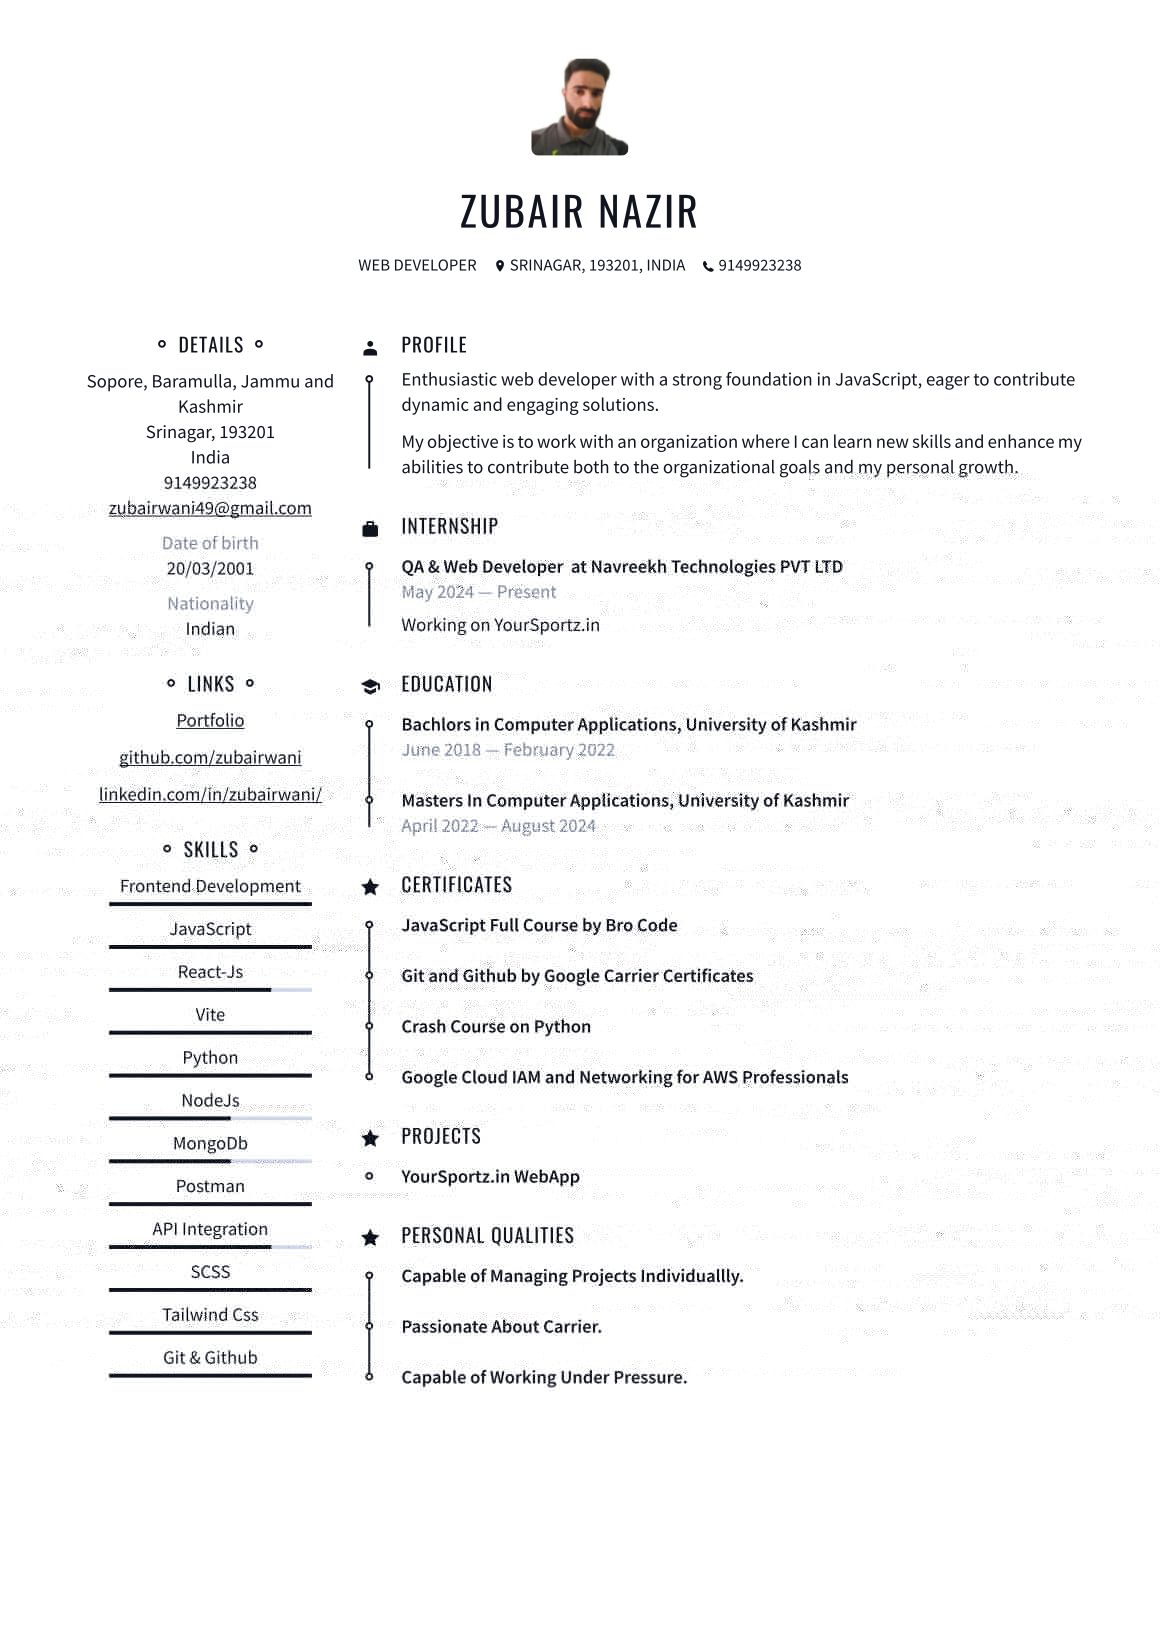 ZUBAIR NAZIR
WEB DEVELOPER SRINAGAR, 193201, INDIA 9149923238
DETAILS
Sopore, Baramulla, Jammu and
Kashmir
Srinagar, 193201
India
9149923238
zubairwani49@gmail.com
Date of birth
20/03/2001
Nationality
Indian
LINKS
Portfolio
github.com/zubairwani
linkedin.com/in/zubairwani/
SKILLS
Frontend Development
JavaScript
React-Js
Vite
Python
NodeJs
MongoDb
Postman
API Integration
SCSS
Tailwind Css
Git & Github
PROFILE
Enthusiastic web developer with a strong foundation in JavaScript, eager to contribute
dynamic and engaging solutions.
My objective is to work with an organization where I can learn new skills and enhance my
abilities to contribute both to the organizational goals and my personal growth.
INTERNSHIP
QA & Web Developer at Navreekh Technologies PVT LTD
May 2024 — Present
Working on YourSportz.in
EDUCATION
Bachlors in Computer Applications, University of Kashmir
June 2018 — February 2022
Masters In Computer Applications, University of Kashmir
April 2022 — August 2024
CERTIFICATES
JavaScript Full Course by Bro Code
Git and Github by Google Carrier Certificates
Crash Course on Python
Google Cloud IAM and Networking for AWS Professionals
PROJECTS
YourSportz.in WebApp
PERSONAL QUALITIES
Capable of Managing Projects Individuallly.
Passionate About Carrier.
Capable of Working Under Pressure.